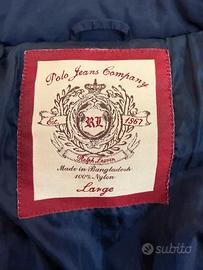 Polo Jeans Company
Est. 1967
RL
Ralph Lauren
Made in Bangladesh
100% Nylon
Large
subito